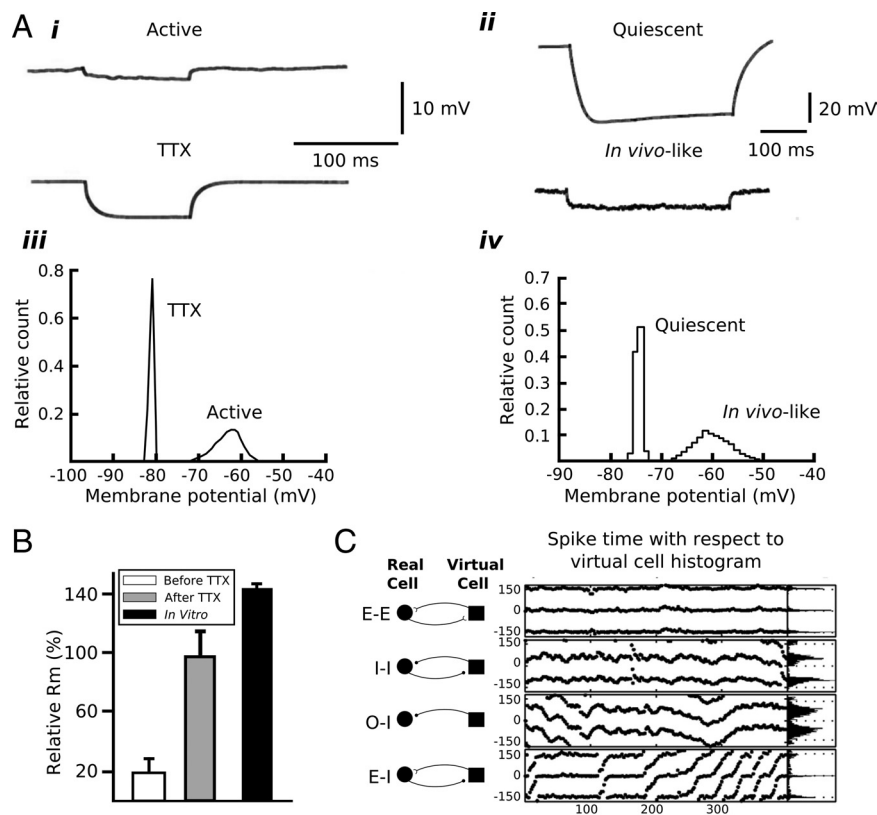 A i Active
10 mV
TTX
100 ms
ii Quiescent
20 mV
In vivo-like
100 ms
iii
0.8
0.6
0.4
0.2
Relative count
TTX
Active
-100 -90 -80 -70 -60 -50 -40
Membrane potential (mV)
iv
0.7
0.6
0.5
0.4
0.3
0.2
0.1
Relative count
Quiescent
In vivo-like
-90 -80 -70 -60 -50 -40
Membrane potential (mV)
B
Before TTX
After TTX
In Vitro
140
100
60
20
Relative Rm (%)
C
Spike time with respect to
virtual cell histogram
Real Virtual
Cell Cell
E-E
150
0
-150
I-I
150
0
-150
O-I
150
0
-150
E-I
150
0
-150
100 200 300